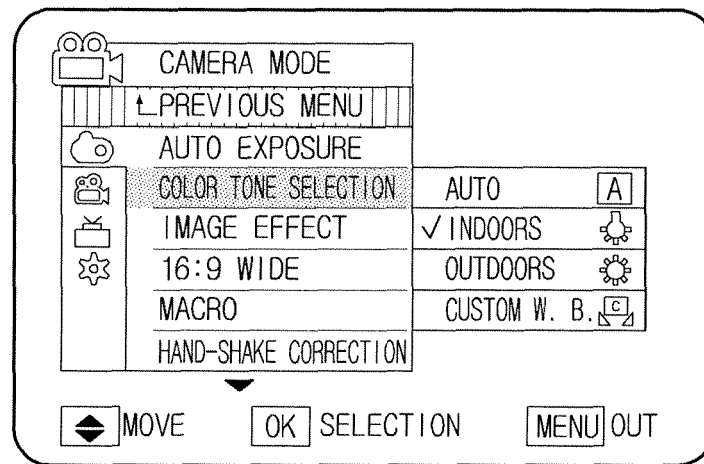 CAMERA MODE
PREVIOUS MENU
AUTO EXPOSURE
COLOR TONE SELECTION
AUTO A
IMAGE EFFECT
✓ INDOORS
16:9 WIDE
OUTDOORS
MACRO
CUSTOM W. B. C
HAND-SHAKE CORRECTION
MOVE OK SELECTION MENU OUT